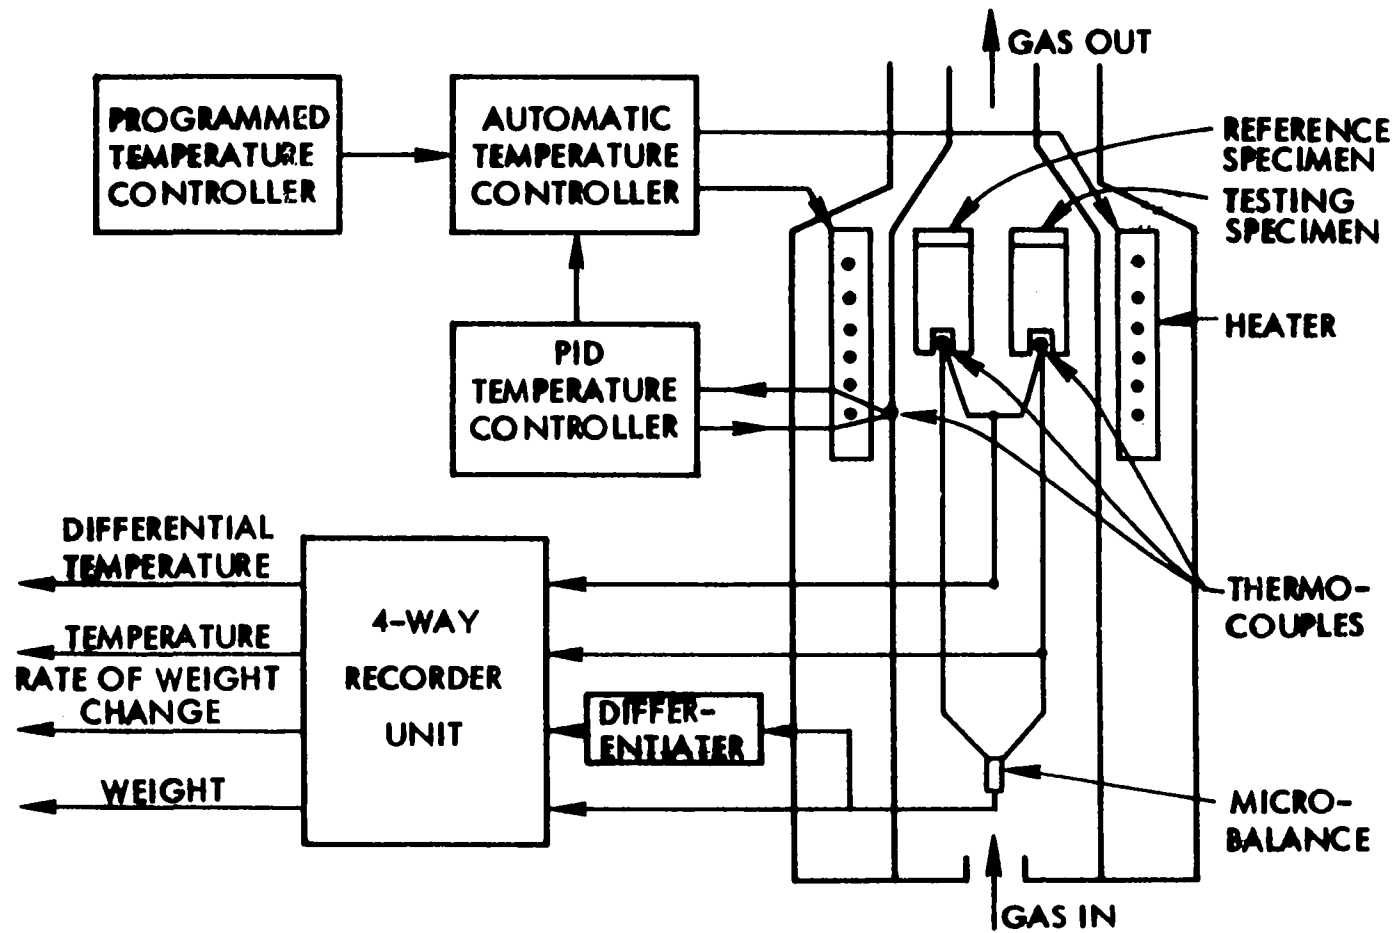 GAS OUT
PROGRAMMED
TEMPERATURE
CONTROLLER
AUTOMATIC
TEMPERATURE
CONTROLLER
REFERENCE
SPECIMEN
TESTING
SPECIMEN
HEATER
PID
TEMPERATURE
CONTROLLER
DIFFERENTIAL
TEMPERATURE
TEMPERATURE
RATE OF WEIGHT
CHANGE
WEIGHT
4-WAY
RECORDER
UNIT
DIFFER-
ENTIATER
THERMO-
COUPLES
MICRO-
BALANCE
GAS IN